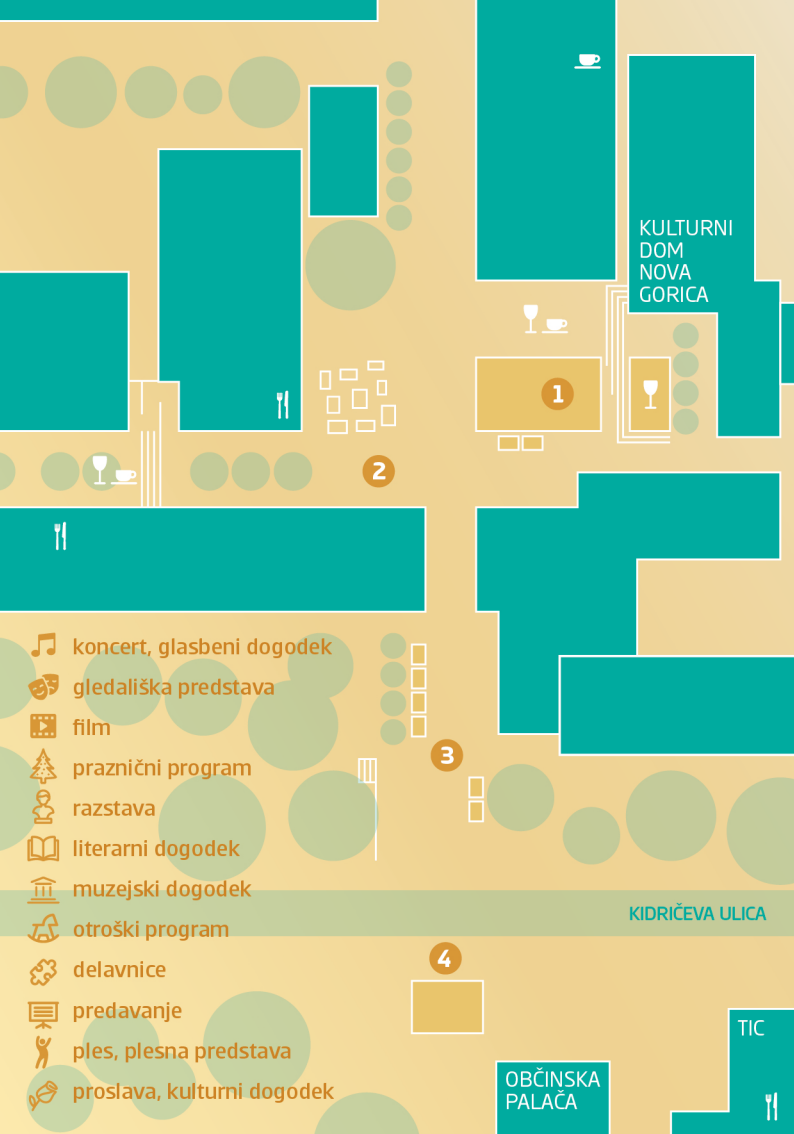 KULTURNI
DOM
NOVA
GORICA
1
2
koncert, glasbeni dogodek
gledališka predstava
film
praznični program
3
razstava
literarni dogodek
muzejski dogodek
KIDRIČEVA ULICA
otroški program
4
delavnice
predavanje
TIC
ples, plesna predstava
OBČINSKA
PALAČA
proslava, kulturni dogodek